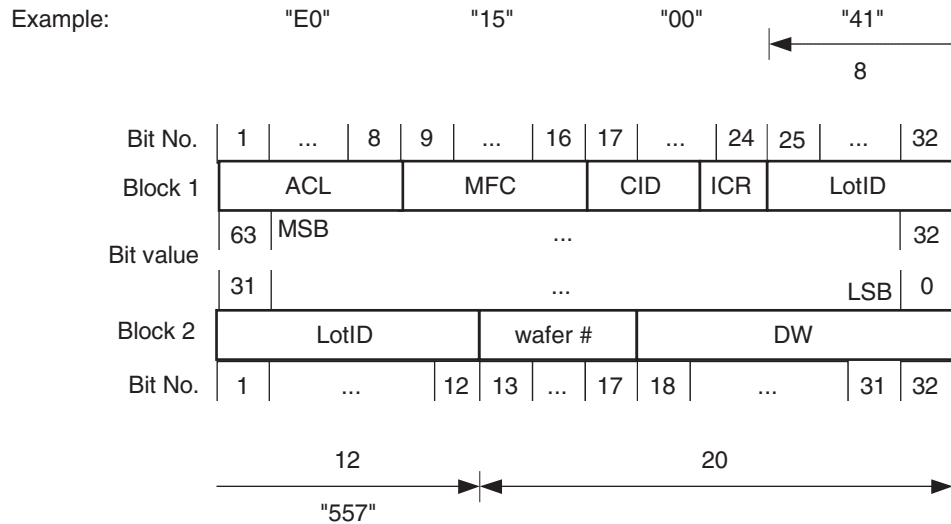 Example: "E0" "15" "00" "41"
8
Bit No. 1 ... 8 9 ... 16 17 ... 24 25 ... 32
Block 1 ACL MFC CID ICR LotID
63 MSB ... 32
Bit value
31 ... LSB 0
Block 2 LotID wafer # DW
Bit No. 1 ... 12 13 ... 17 18 ... 31 32
12 20
"557"